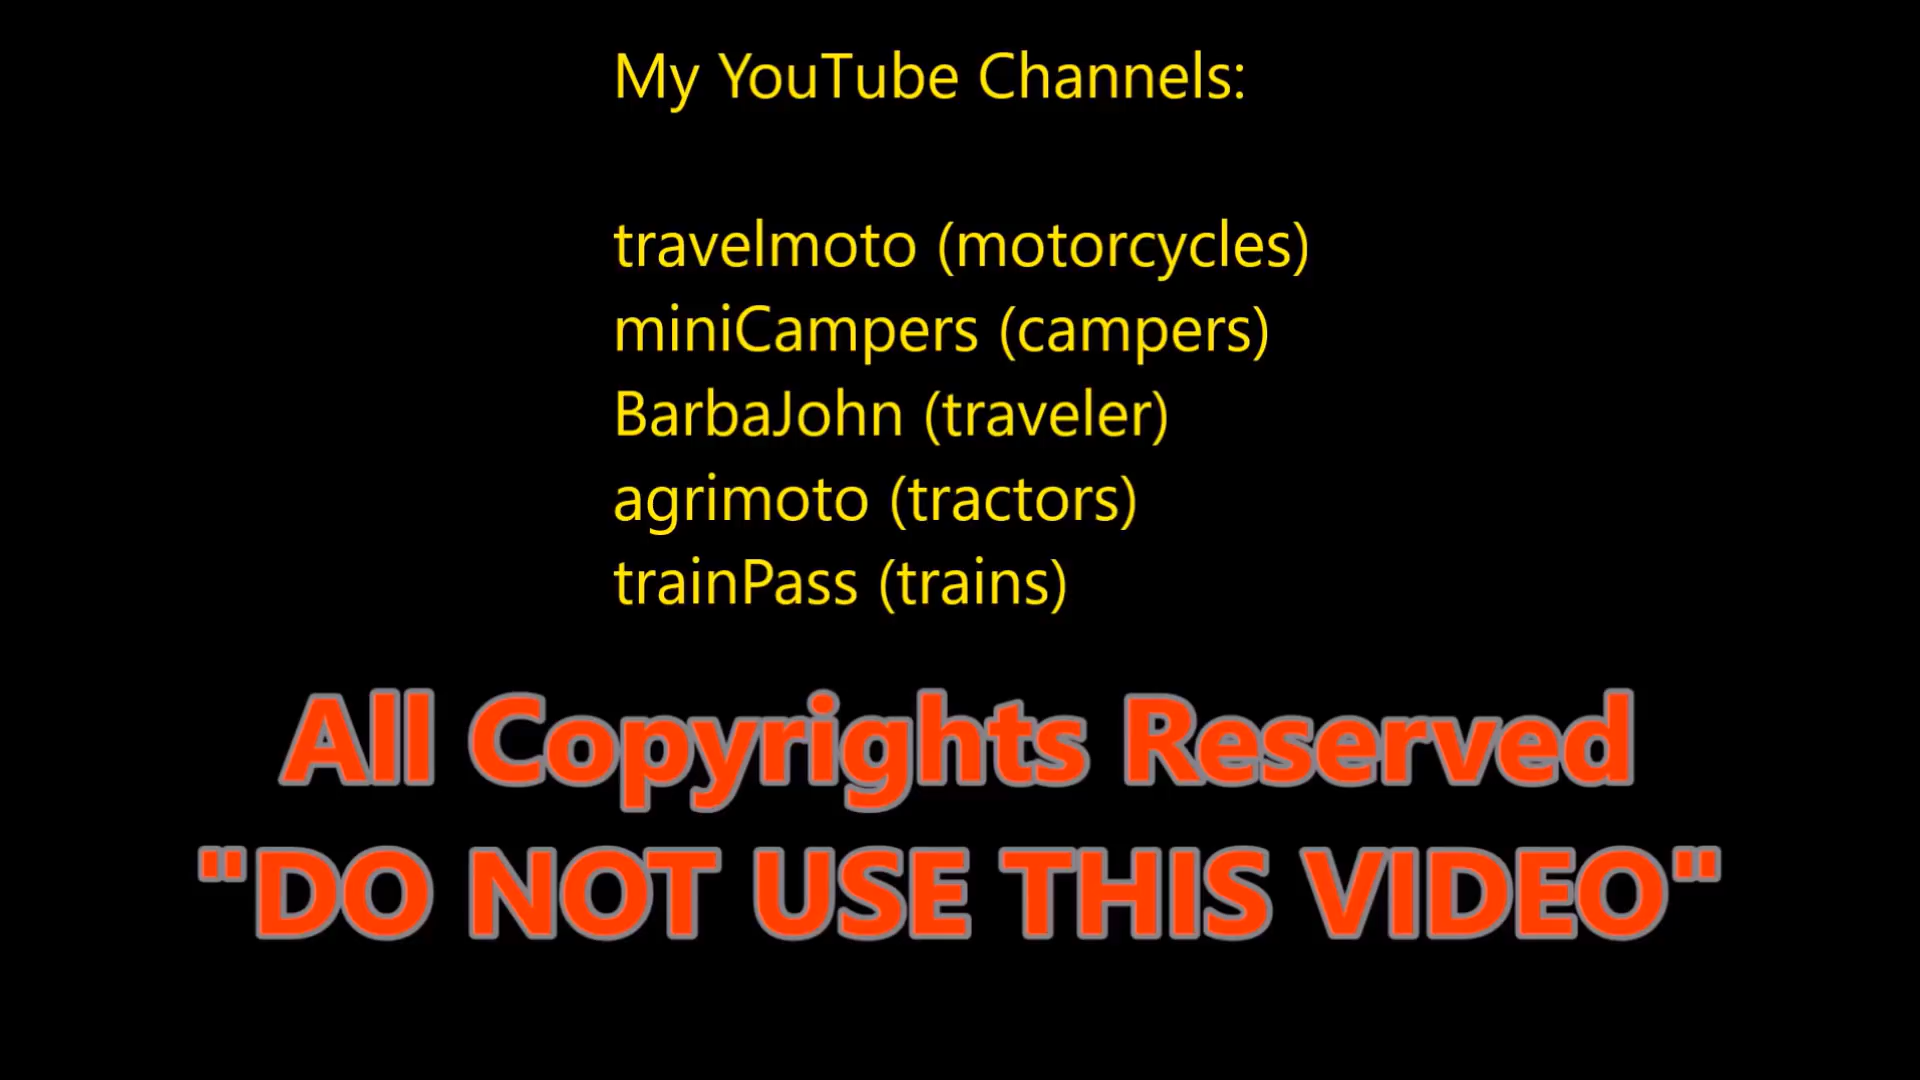 My YouTube Channels:
travelmoto (motorcycles)
miniCampers (campers)
BarbaJohn (traveler)
agrimoto (tractors)
trainPass (trains)
All Copyrights Reserved
"DO NOT USE THIS VIDEO"